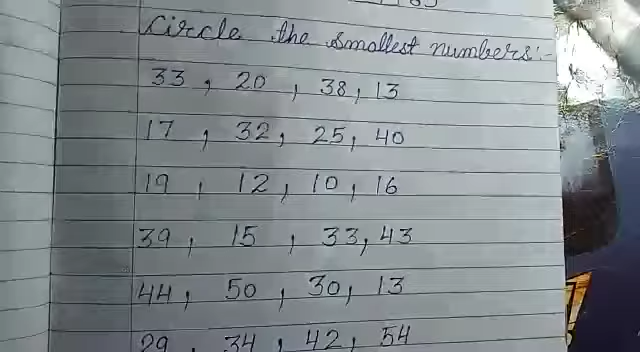 Circle the smallest numbers:-
33, 20, 38, 13
17, 32, 25, 40
19, 12, 10, 16
39, 15, 33, 43
44, 50, 30, 13
29, 34, 42, 54